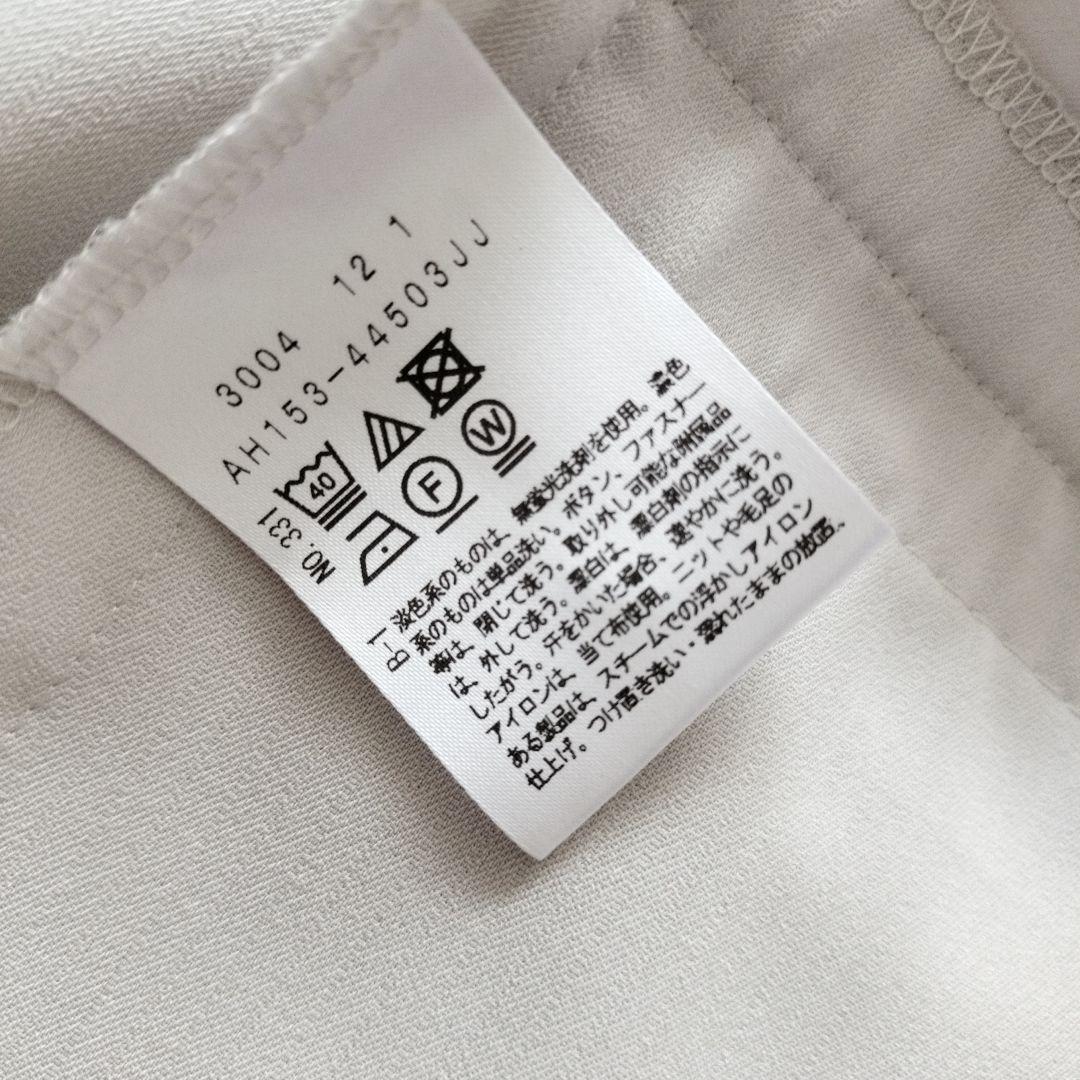 3004 12 1
AH153-44503JJ
40
F
W
NO.331
B-1 淡色系のものは、無蛍光洗剤を使用。濃色
系のものは単品洗い。ボタン、ファスナー
等は、閉じて洗う。取り外し可能な附属品
は、外して洗う。漂白は、漂白剤の指示に
したがう。汗をかいた場合、速やかに洗う。
アイロンは、当て布使用。ニットや毛足の
ある製品は、スチームでの浮かしアイロン
仕上げ。つけ置き洗い・濡れたままの放置、